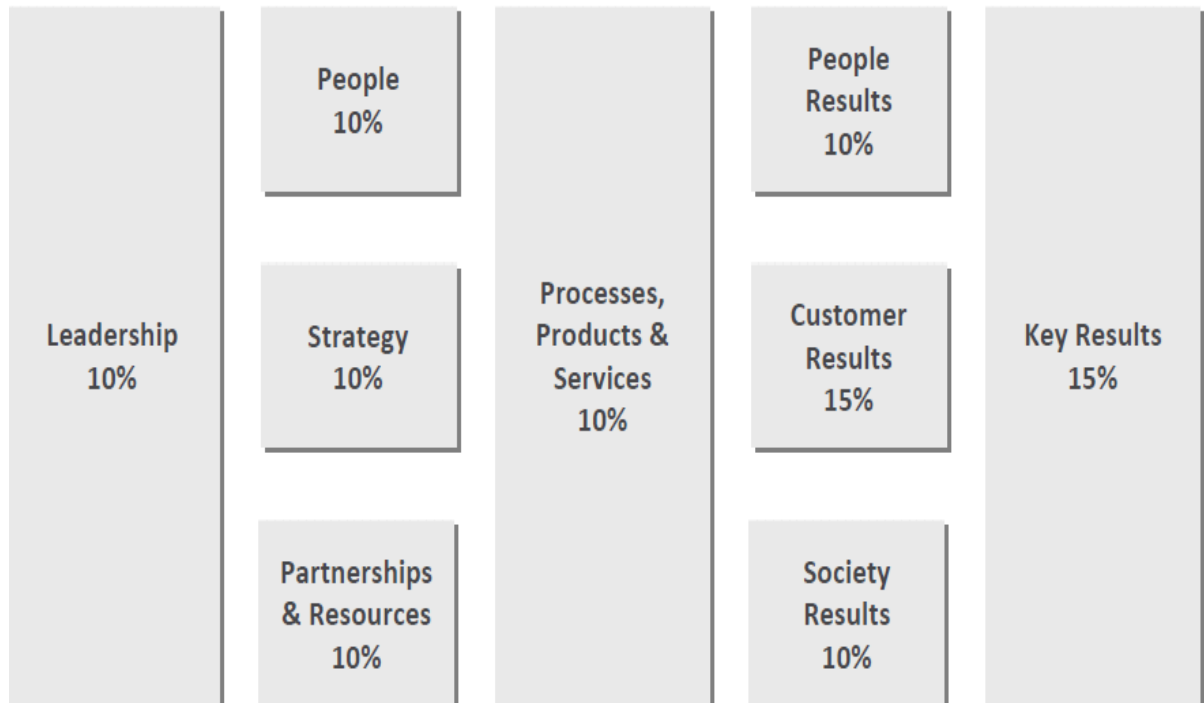 Leadership
10%
People
10%
Strategy
10%
Partnerships
& Resources
10%
Processes,
Products &
Services
10%
People
Results
10%
Customer
Results
15%
Society
Results
10%
Key Results
15%